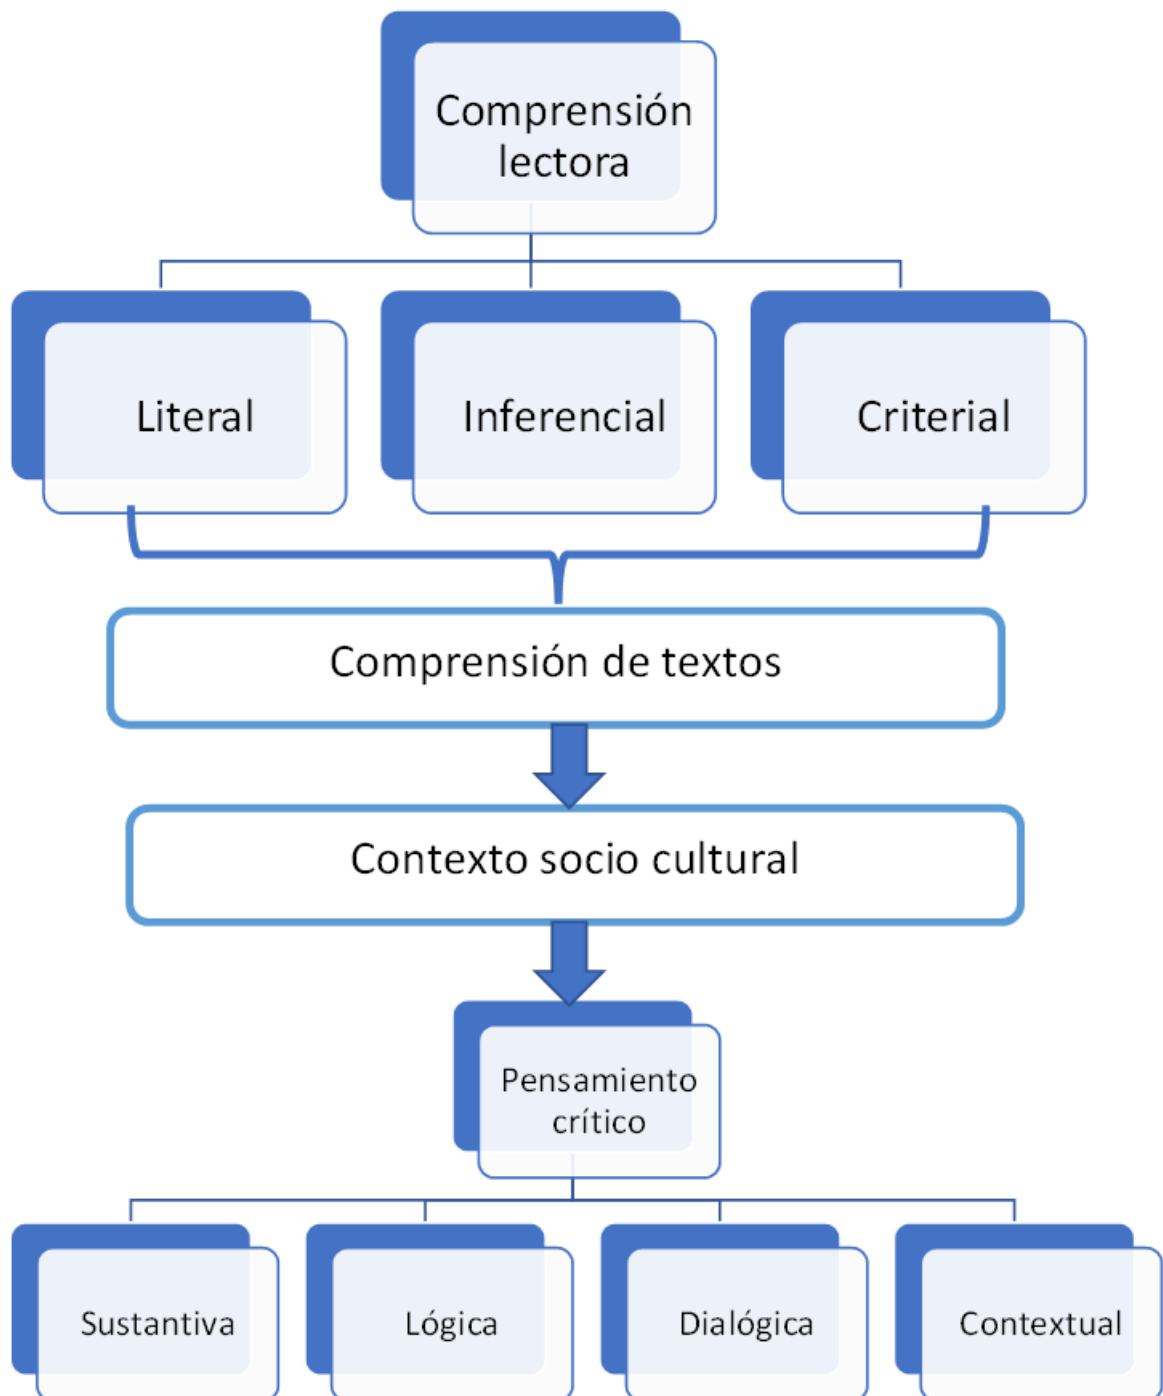 Comprensión
lectora
Literal
Inferencial
Criterial
Comprensión de textos
Contexto socio cultural
Pensamiento
crítico
Sustantiva
Lógica
Dialógica
Contextual